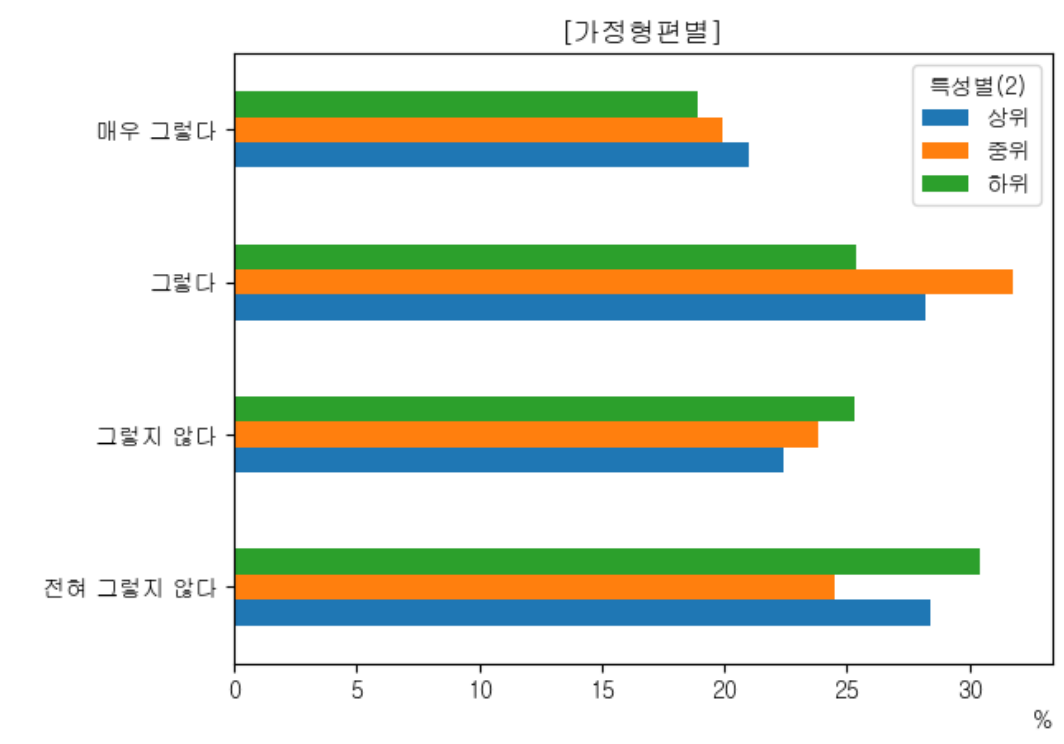 [가정형편별]
특성별(2)
상위
중위
하위
매우 그렇다
그렇다
그렇지 않다
전혀 그렇지 않다
0 5 10 15 20 25 30
%